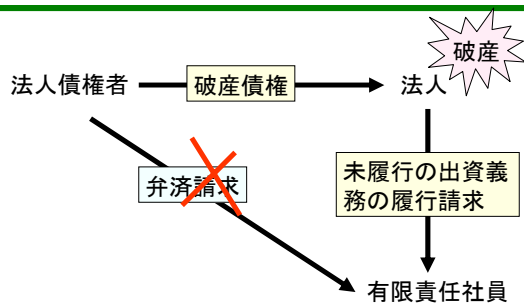 破産
法人債権者
破産債権
法人
弁済請求
未履行の出資義
務の履行請求
有限責任社員